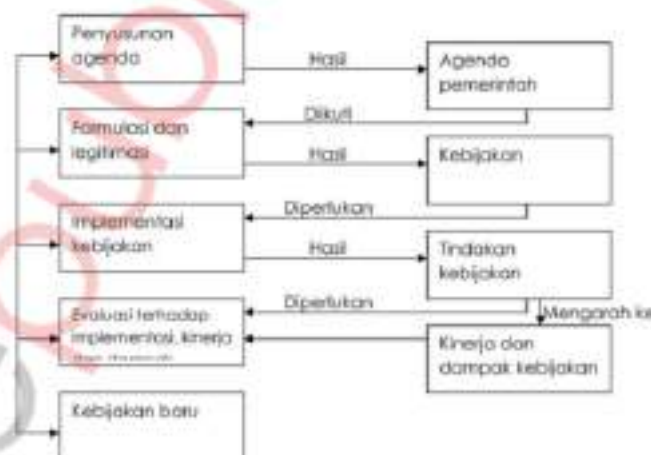 Penyusunan
agenda
Hasil
Agenda
pemerintah
Diikuti
Formulasi dan
legitimasi
Hasil
Kebijakan
Diperlukan
Implementasi
kebijakan
Hasil
Tindakan
kebijakan
Diperlukan
Mengarah ke
Evaluasi terhadap
implementasi, kinerja
Kinerja dan
dampak kebijakan
Kebijakan baru